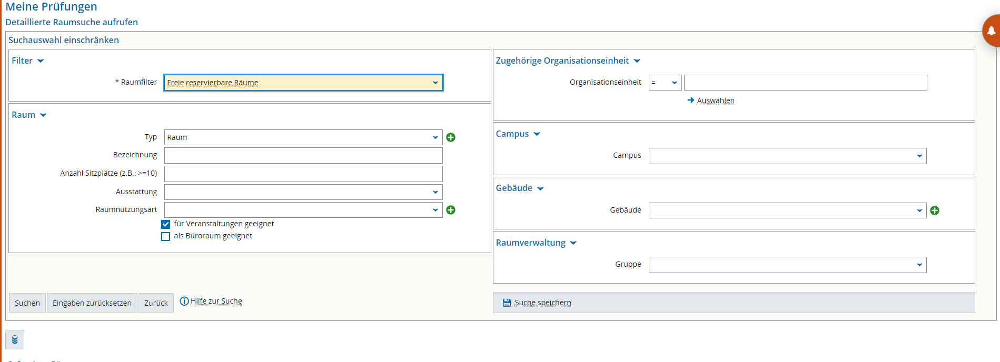 Meine Prüfungen
Detaillierte Raumsuche aufrufen
Suchauswahl einschränken
Filter
* Raumfilter Freie reservierbare Räume
Raum
Typ Raum
Bezeichnung
Anzahl Sitzplätze (z.B.: >=10)
Ausstattung
Raumnutzungsart
für Veranstaltungen geeignet
als Büroraum geeignet
Zugehörige Organisationseinheit
Organisationseinheit =
Auswählen
Campus
Campus
Gebäude
Gebäude
Raumverwaltung
Gruppe
Suchen Eingaben zurücksetzen Zurück Hilfe zur Suche
Suche speichern